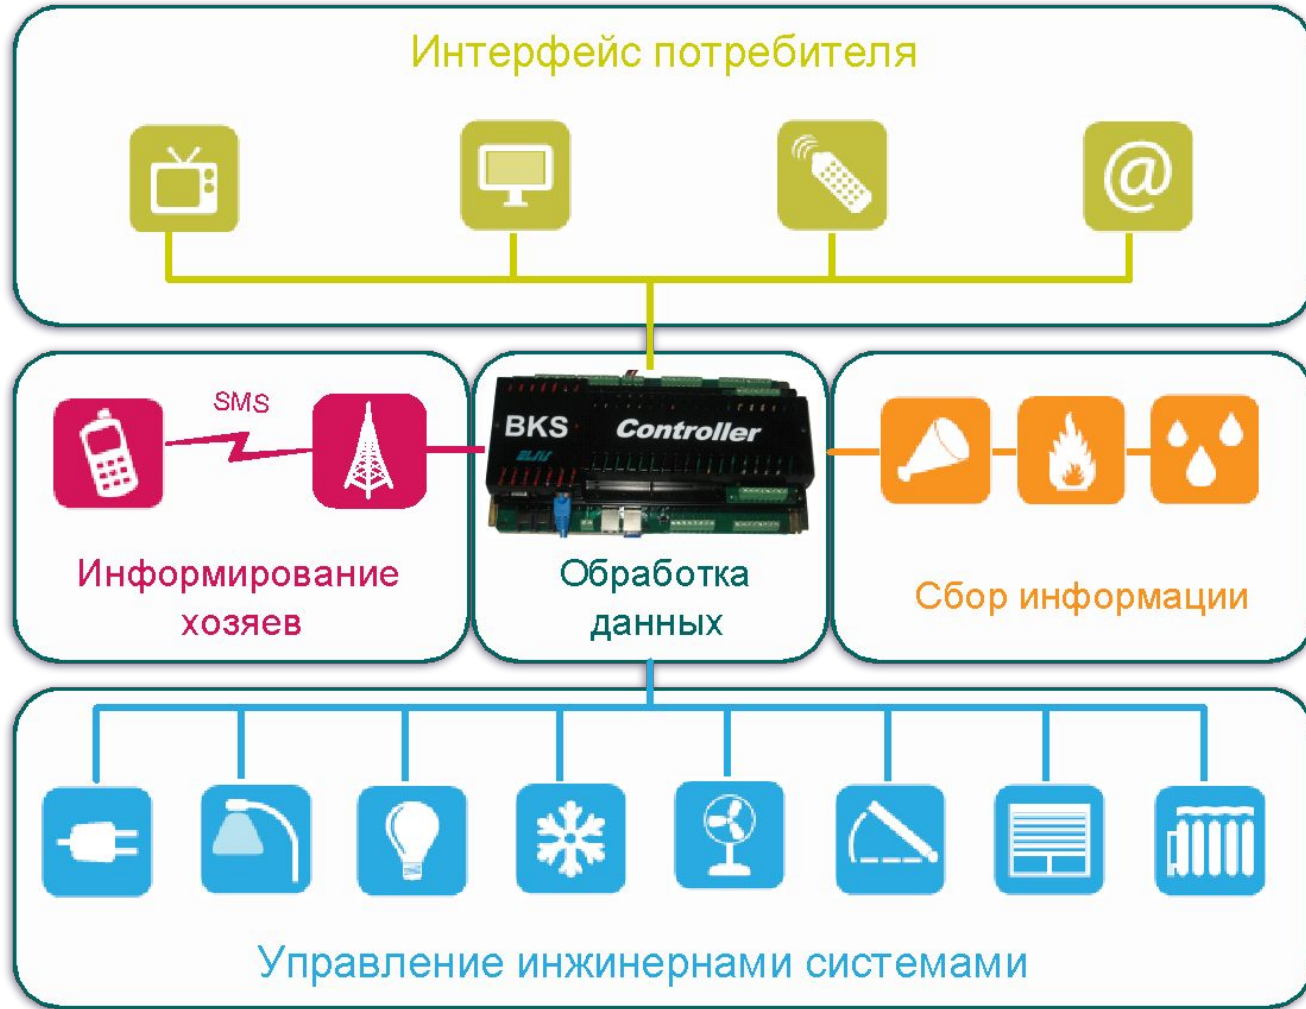 Интерфейс потребителя
@
SMS
BKS Controller
Информирование
хозяев
Обработка
данных
Сбор информации
Управление инжинернами системами